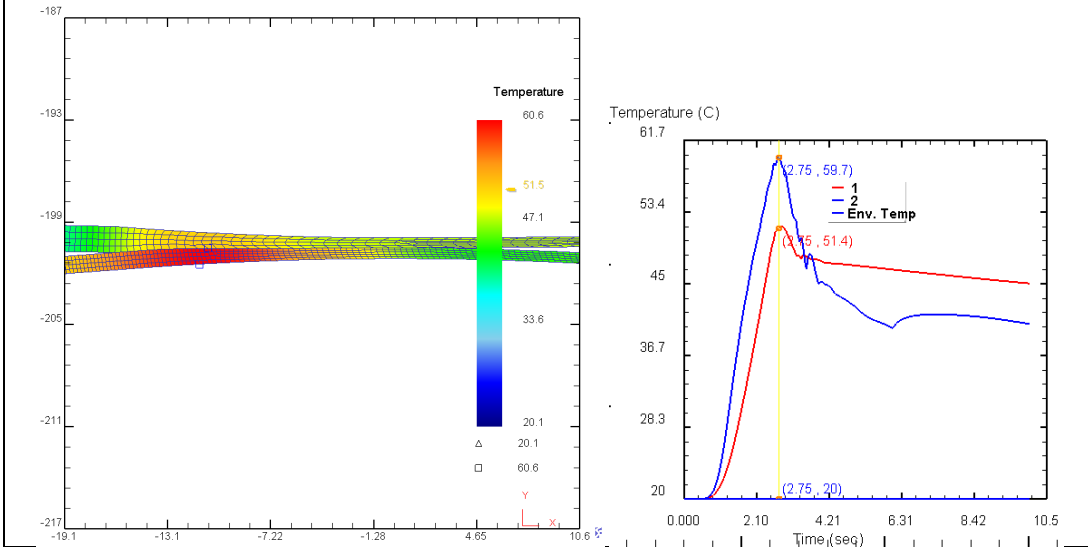 -187
-193
-199
-205
-211
-217
-19.1 -13.1 -7.22 -1.28 4.65 10.6
Temperature
60.6
51.5
47.1
33.6
20.1
20.1
60.6
Y
X
Temperature (C)
61.7
53.4
45
36.7
28.3
20
(2.75 , 59.7)
1
2
Env. Temp
(2.75 , 51.4)
(2.75 , 20)
0.000 2.10 4.21 6.31 8.42 10.5
Time (sec)